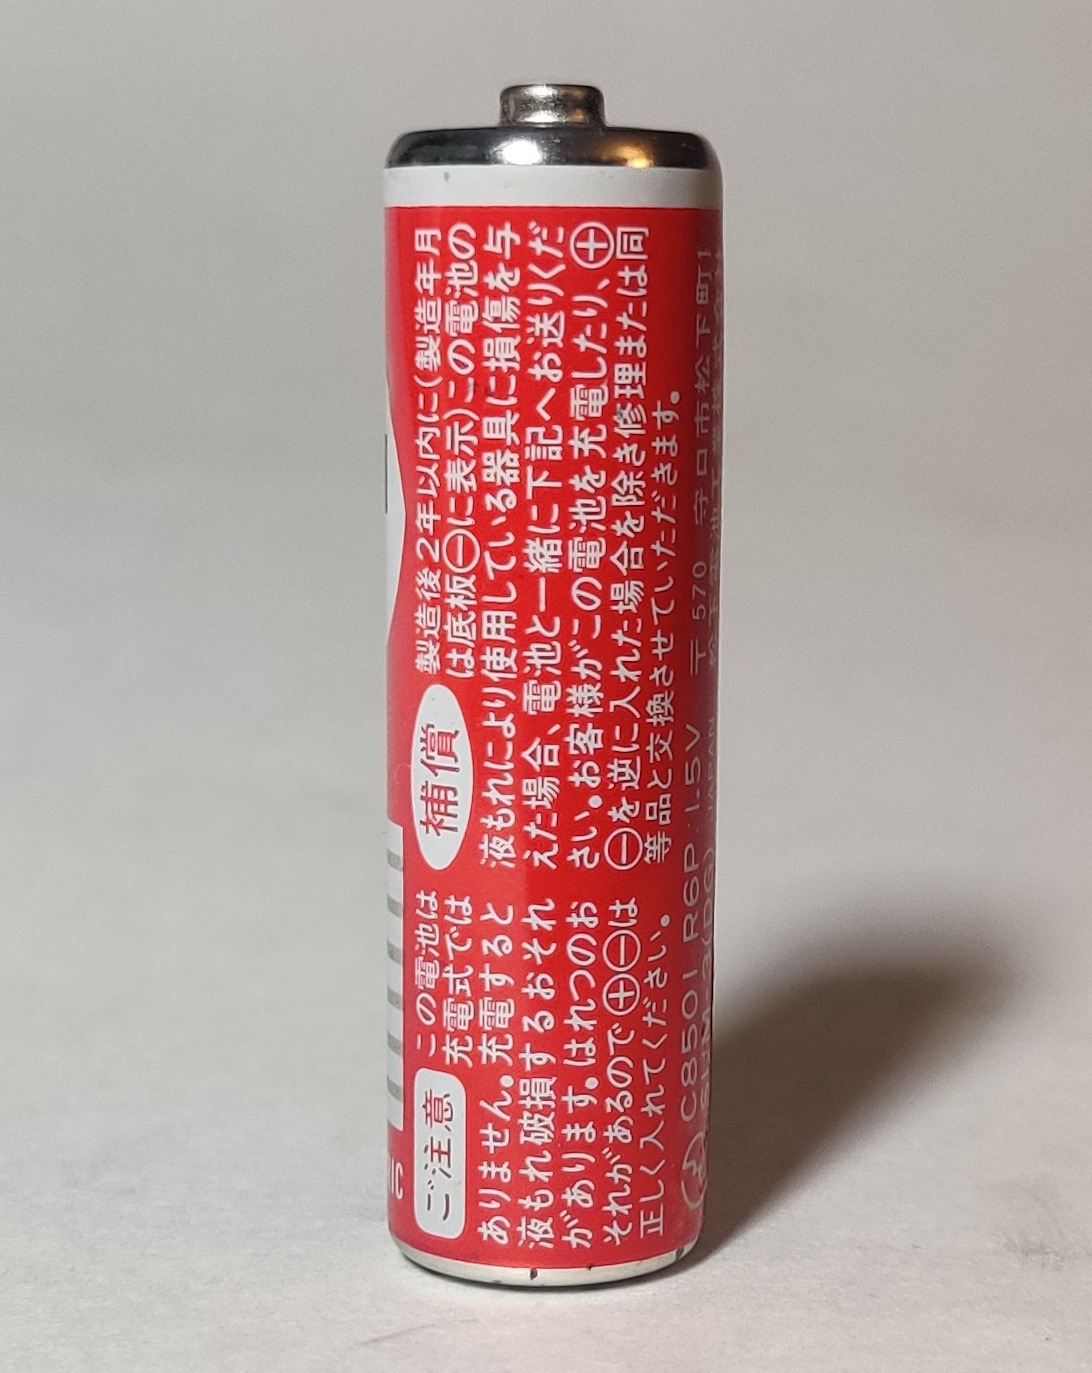 ご注意
この電池は
充電式では
ありません。充電すると
液もれ破損するおそれ
があります。はれつのお
それがあるので⊕⊖は
正しく入れてください。
補償
製造後2年以内に(製造年月
は底板⊖に表示)この電池の
液もれにより使用している器具に損傷を与
えた場合、電池と一緒に下記へお送りくだ
さい。お客様がこの電池を充電したり、⊕
⊖を逆に入れた場合を除き修理または同
等品と交換させていただきます。
C8501 R6P 1.5V 〒570 守口市松下町1
SUM-3(DG) JAPAN
IC